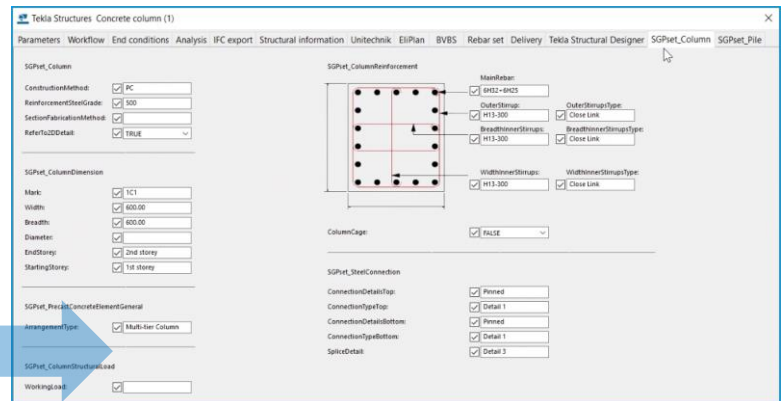 Tekla Structures Concrete column (1)
Parameters Workflow End conditions Analysis IFC export Structural information Unitechnik EliPlan BVBS Rebar set Delivery Tekla Structural Designer SGPset_Column SGPset_Pile
SGPset_Column
ConstructionMethod: PC
ReinforcementSteelGrade: 500
SectionFabricationMethod:
ReferTo2DDetail: TRUE
SGPset_ColumnDimension
Mark: 1C1
Width: 600.00
Breadth: 600.00
Diameter:
EndStorey: 2nd storey
StartingStorey: 1st storey
SGPset_PrecastConcreteElementGeneral
ArrangementType: Multi-tier Column
SGPset_ColumnStructuralLoad
WorkingLoad:
SGPset_ColumnReinforcement
MainRebar:
6H32+6H25
OuterStirrup: OuterStirrupsType:
H13-300 Close Link
BreadthInnerStirrups: BreadthInnerStirrupsType:
H13-300 Close Link
WidthInnerStirrups: WidthInnerStirrupsType:
H13-300 Close Link
ColumnCage: FALSE
SGPset_SteelConnection
ConnectionDetailsTop: Pinned
ConnectionTypeTop: Detail 1
ConnectionDetailsBottom: Pinned
ConnectionTypeBottom: Detail 1
SpliceDetail: Detail 3